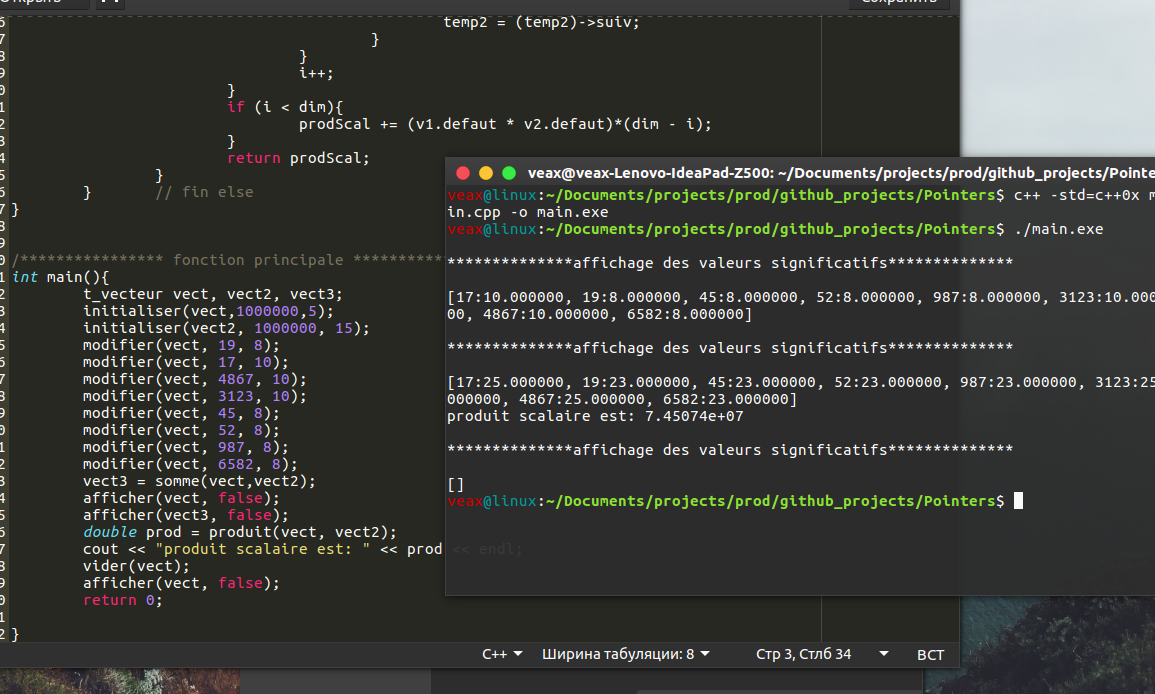 Открыть
Сохранить
6 temp2 = (temp2)->suiv;
7 }
8 }
9 i++;
0 }
1 if (i < dim){
2 prodScal += (v1.defaut * v2.defaut)*(dim - i);
3 }
4 return prodScal;
5 }
6 } // fin else
7 }
8
9
0 /**************** fonction principale ***********
1 int main(){
2 t_vecteur vect, vect2, vect3;
3 initialiser(vect,1000000,5);
4 initialiser(vect2, 1000000, 15);
5 modifier(vect, 19, 8);
6 modifier(vect, 17, 10);
7 modifier(vect, 4867, 10);
8 modifier(vect, 3123, 10);
9 modifier(vect, 45, 8);
0 modifier(vect, 52, 8);
1 modifier(vect, 987, 8);
2 modifier(vect, 6582, 8);
3 vect3 = somme(vect,vect2);
4 afficher(vect, false);
5 afficher(vect3, false);
6 double prod = produit(vect, vect2);
7 cout << "produit scalaire est: " << prod << endl;
8 vider(vect);
9 afficher(vect, false);
0 return 0;
1
2 }
C++ Ширина табуляции: 8 Стр 3, Стлб 34 ВСТ
veax@veax-Lenovo-IdeaPad-Z500: ~/Documents/projects/prod/github_projects/Pointe
veax@linux:~/Documents/projects/prod/github_projects/Pointers$ c++ -std=c++0x m
in.cpp -o main.exe
veax@linux:~/Documents/projects/prod/github_projects/Pointers$ ./main.exe
**************affichage des valeurs significatifs**************
[17:10.000000, 19:8.000000, 45:8.000000, 52:8.000000, 987:8.000000, 3123:10.000
00, 4867:10.000000, 6582:8.000000]
**************affichage des valeurs significatifs**************
[17:25.000000, 19:23.000000, 45:23.000000, 52:23.000000, 987:23.000000, 3123:25
000000, 4867:25.000000, 6582:23.000000]
produit scalaire est: 7.45074e+07
**************affichage des valeurs significatifs**************
[]
veax@linux:~/Documents/projects/prod/github_projects/Pointers$